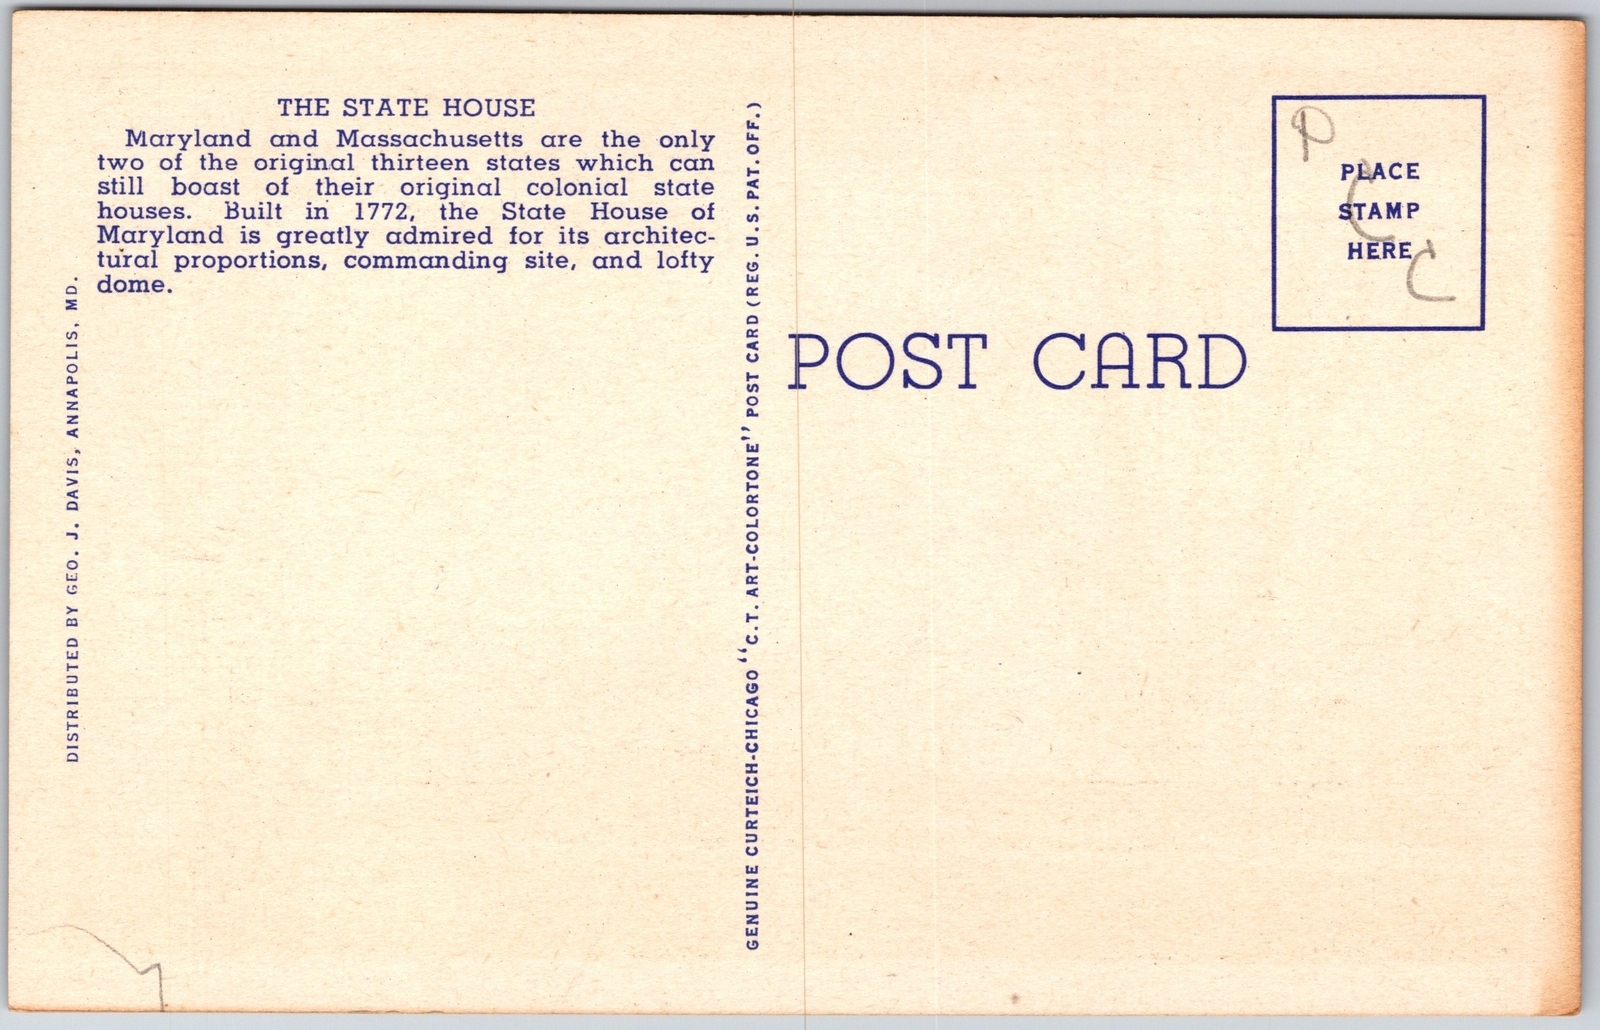 THE STATE HOUSE
Maryland and Massachusetts are the only
two of the original thirteen states which can
still boast of their original colonial state
houses. Built in 1772, the State House of
Maryland is greatly admired for its architec-
tural proportions, commanding site, and lofty
dome.
DISTRIBUTED BY GEO. J. DAVIS, ANNAPOLIS, MD.
GENUINE CURTEICH-CHICAGO "C.T. ART-COLORTONE" POST CARD (REG. U.S. PAT. OFF.)
POST CARD
PLACE
STAMP
HERE
P
C
C